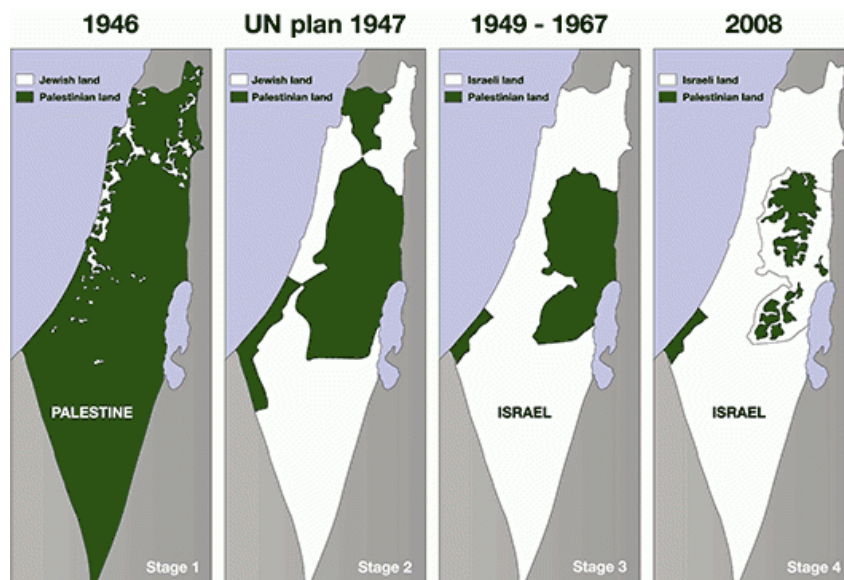 1946
Jewish land
Palestinian land
PALESTINE
Stage 1
UN plan 1947
Jewish land
Palestinian land
Stage 2
1949 - 1967
Israeli land
Palestinian land
ISRAEL
Stage 3
2008
Israeli land
Palestinian land
ISRAEL
Stage 4